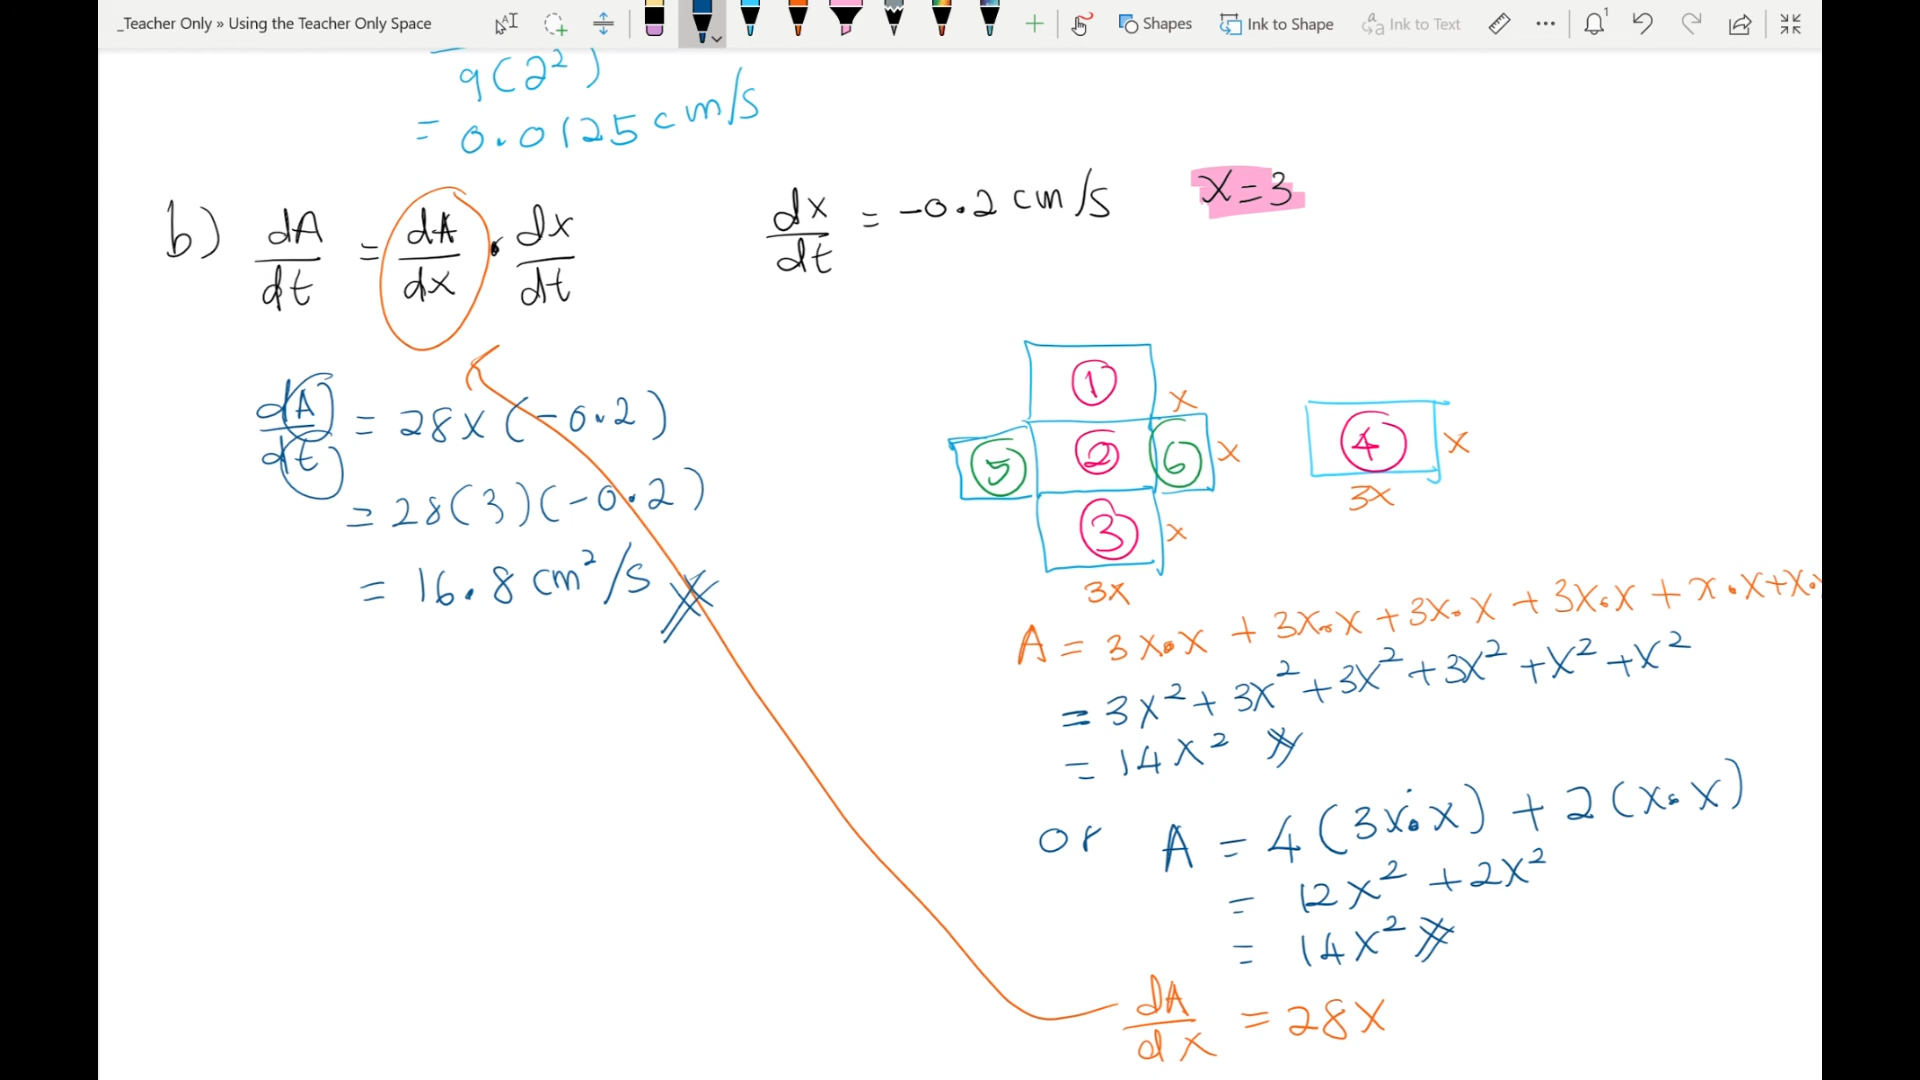 _Teacher Only » Using the Teacher Only Space
Shapes
Ink to Shape
Ink to Text
1
9(2²)
= 0.0125 cm/s
b) dA/dt = dA/dx · dx/dt
dx/dt = -0.2 cm/s
x=3
dA/dt = 28x(-0.2)
= 28(3)(-0.2)
= 16.8 cm²/s
1
x
5 2 6 x
3 x
3x
4 x
3x
A = 3x·x + 3x·x + 3x·x + 3x·x + x·x + x·
= 3x² + 3x² + 3x² + 3x² + x² + x²
= 14x²
or A = 4(3x·x) + 2(x·x)
= 12x² + 2x²
= 14x²
dA/dx = 28x